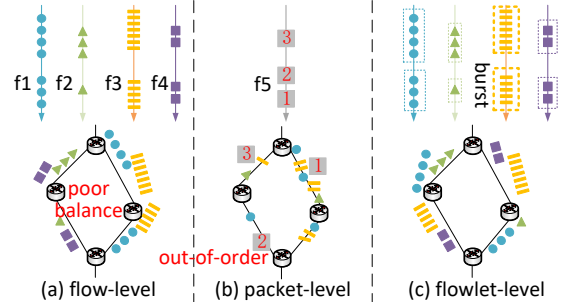 f1
f2
f3
f4
poor
balance
(a) flow-level
3
2
1
f5
3
1
2
out-of-order
(b) packet-level
burst
(c) flowlet-level